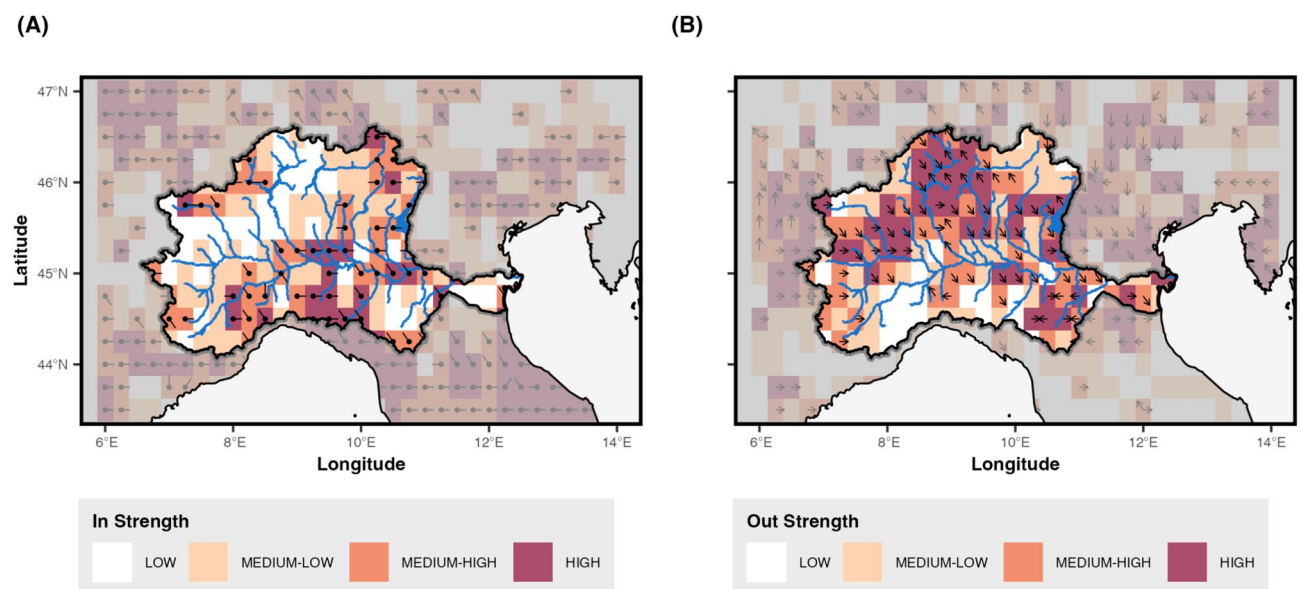 (A)
(B)
47°N
46°N
45°N
44°N
Latitude
6°E 8°E 10°E 12°E 14°E
6°E 8°E 10°E 12°E 14°E
Longitude
Longitude
In Strength
LOW MEDIUM-LOW MEDIUM-HIGH HIGH
Out Strength
LOW MEDIUM-LOW MEDIUM-HIGH HIGH